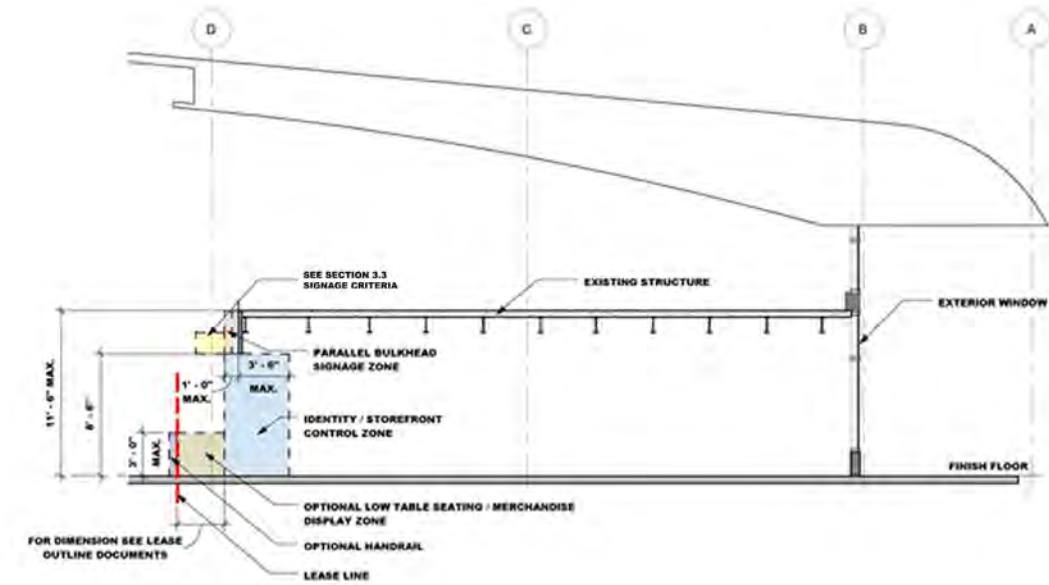 D
C
B
A
SEE SECTION 3.3
SIGNAGE CRITERIA
EXISTING STRUCTURE
EXTERIOR WINDOW
PARALLEL BULKHEAD
SIGNAGE ZONE
3' - 6"
MAX.
1' - 0"
MAX.
11' - 6" MAX.
8' - 6"
3' - 0"
MAX.
IDENTITY / STOREFRONT
CONTROL ZONE
FINISH FLOOR
OPTIONAL LOW TABLE SEATING / MERCHANDISE
DISPLAY ZONE
FOR DIMENSION SEE LEASE
OUTLINE DOCUMENTS
OPTIONAL HANDRAIL
LEASE LINE